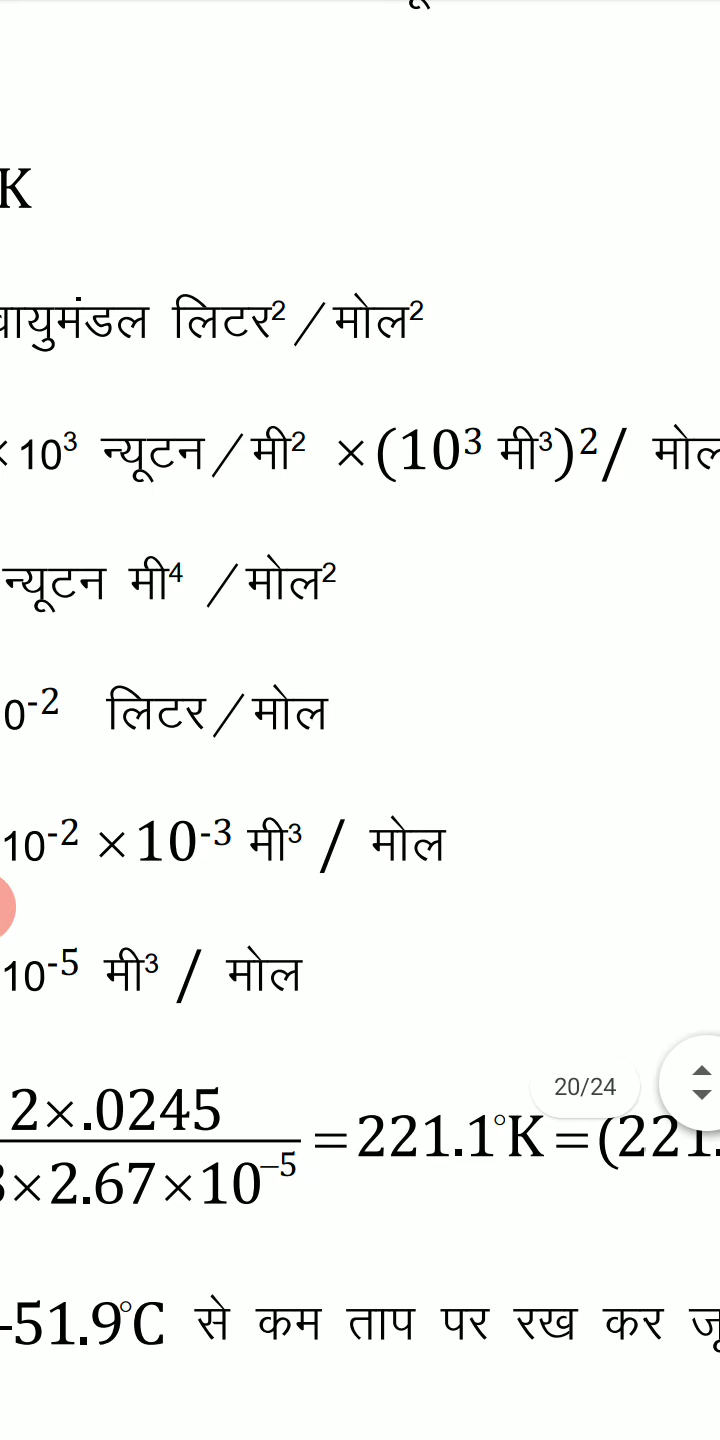 K
वायुमंडल लिटर² / मोल²
×10³ न्यूटन / मी² ×(10³ मी³)² /
न्यूटन मी⁴ / मोल²
0⁻² लिटर / मोल
10⁻² ×10⁻³ मी³ / मोल
10⁻⁵ मी³ / मोल
20/24
2×.0245
=221.1°K=(221.
×2.67×10⁻⁵
-51.9°C से कम ताप पर रख कर